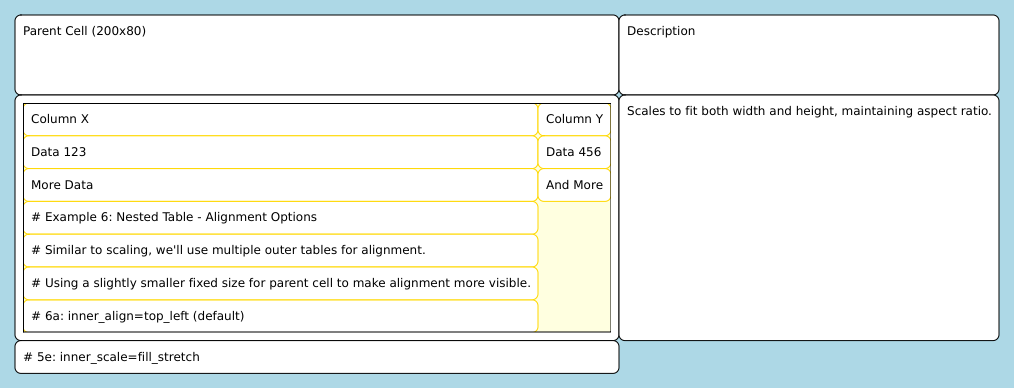 Parent Cell (200x80)
Description
Column X
Column Y
Scales to fit both width and height, maintaining aspect ratio.
Data 123
Data 456
More Data
And More
# Example 6: Nested Table - Alignment Options
# Similar to scaling, we'll use multiple outer tables for alignment.
# Using a slightly smaller fixed size for parent cell to make alignment more visible.
# 6a: inner_align=top_left (default)
# 5e: inner_scale=fill_stretch